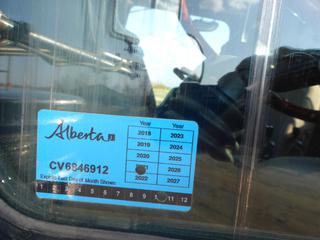 Alberta
Year Year
2018 2023
2019 2024
2020 2025
2026
2022 2027
CV6846912
Expires Last Day of Month Shown
1 2 3 4 5 6 7 8 9 11 12